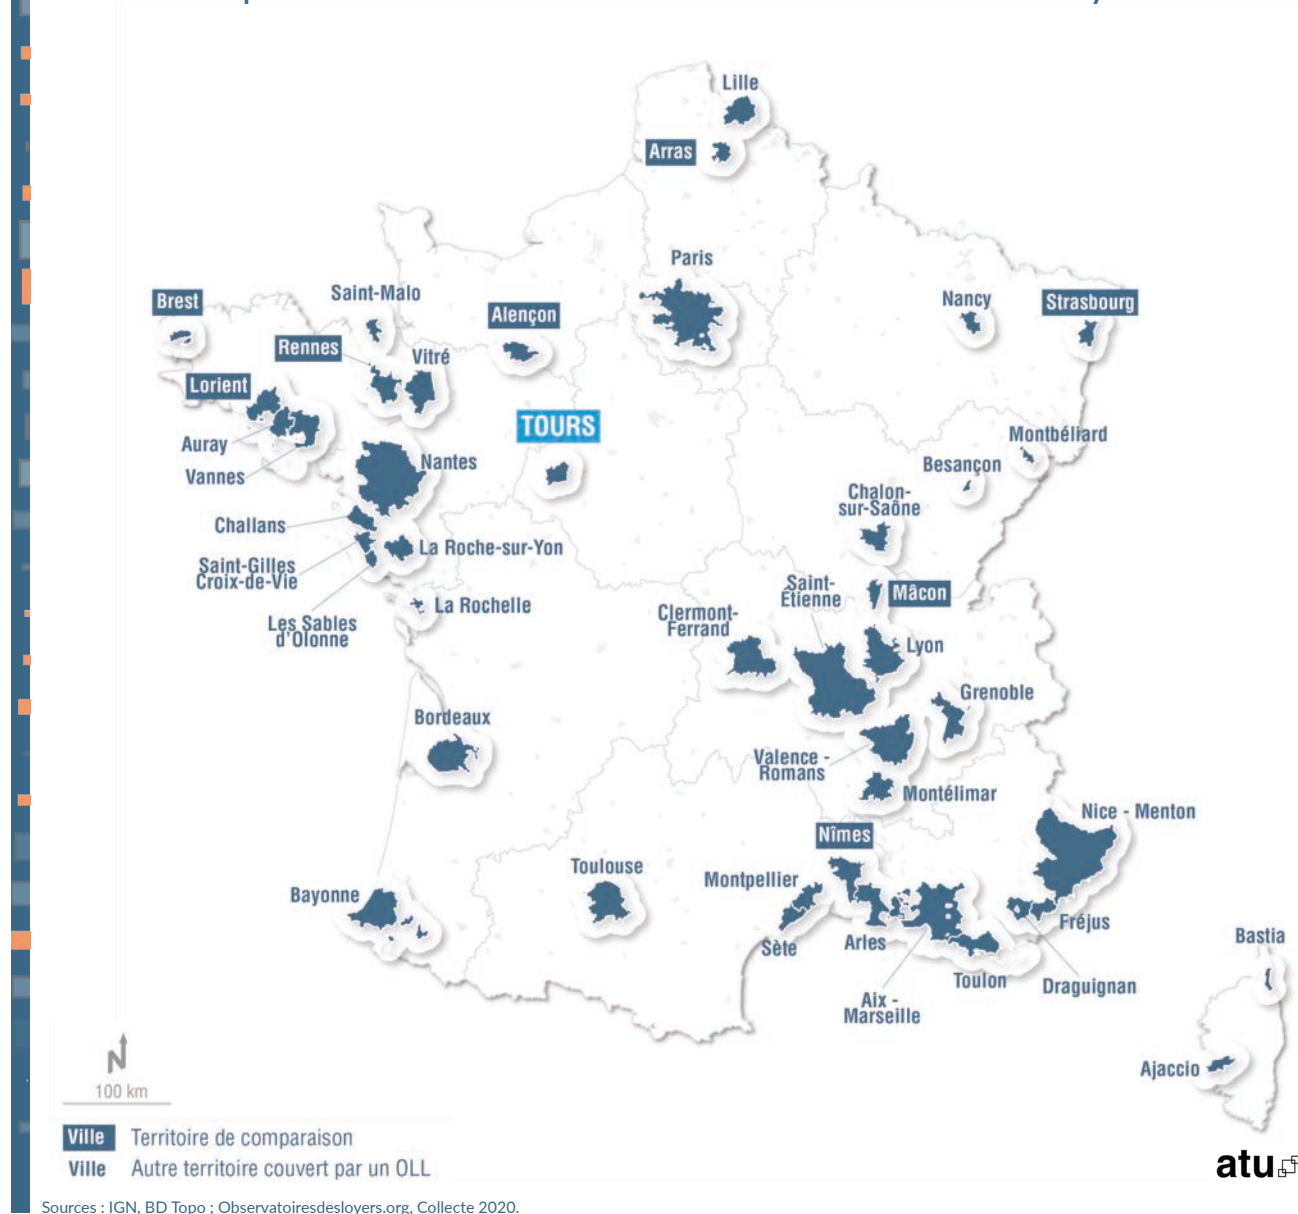 Lille
Arras
Paris
Brest
Saint-Malo
Alençon
Nancy
Strasbourg
Rennes
Vitré
Lorient
TOURS
Auray
Vannes
Nantes
Montbéliard
Besançon
Chalon-
sur-Saône
Challans
La Roche-sur-Yon
Saint-Gilles
Croix-de-Vie
Les Sables
d'Olonne
La Rochelle
Saint-
Étienne
Mâcon
Clermont-
Ferrand
Lyon
Grenoble
Bordeaux
Valence -
Romans
Montélimar
Nice - Menton
Nîmes
Toulouse
Montpellier
Bayonne
Sète
Arles
Fréjus
Toulon
Draguignan
Aix -
Marseille
Bastia
Ajaccio
N
100 km
Ville Territoire de comparaison
Ville Autre territoire couvert par un OLL
atu
Sources : IGN, BD Topo ; Observatoiresdesloyers.org, Collecte 2020.